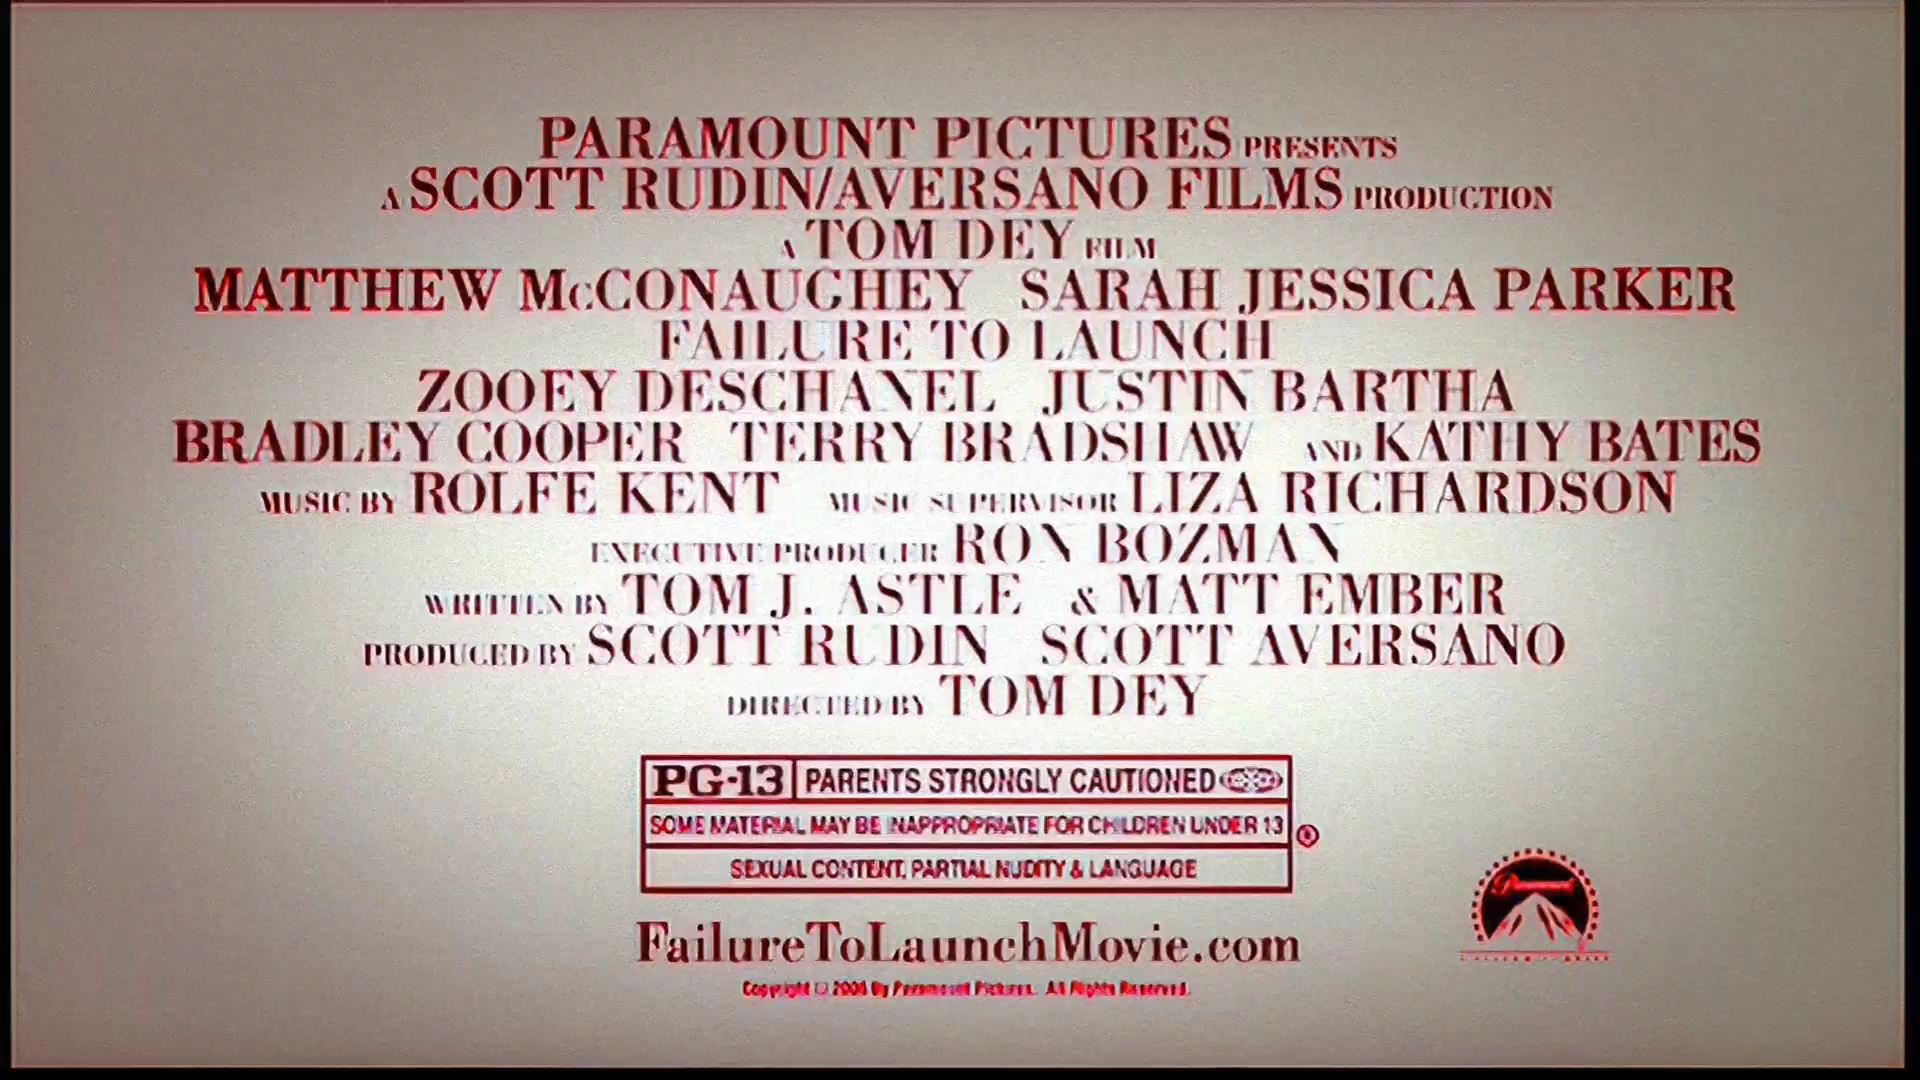 PARAMOUNT PICTURES PRESENTS
A SCOTT RUDIN/AVERSANO FILMS PRODUCTION
A TOM DEY FILM
MATTHEW McCONAUGHEY SARAH JESSICA PARKER
FAILURE TO LAUNCH
ZOOEY DESCHANEL JUSTIN BARTHA
BRADLEY COOPER TERRY BRADSHAW AND KATHY BATES
MUSIC BY ROLFE KENT MUSIC SUPERVISOR LIZA RICHARDSON
EXECUTIVE PRODUCER RON BOZMAN
WRITTEN BY TOM J. ASTLE & MATT EMBER
PRODUCED BY SCOTT RUDIN SCOTT AVERSANO
DIRECTED BY TOM DEY
PG-13 PARENTS STRONGLY CAUTIONED
SOME MATERIAL MAY BE INAPPROPRIATE FOR CHILDREN UNDER 13
SEXUAL CONTENT, PARTIAL NUDITY & LANGUAGE
Paramount
FailureToLaunchMovie.com
Copyright © 2006 By Paramount Pictures. All Rights Reserved.